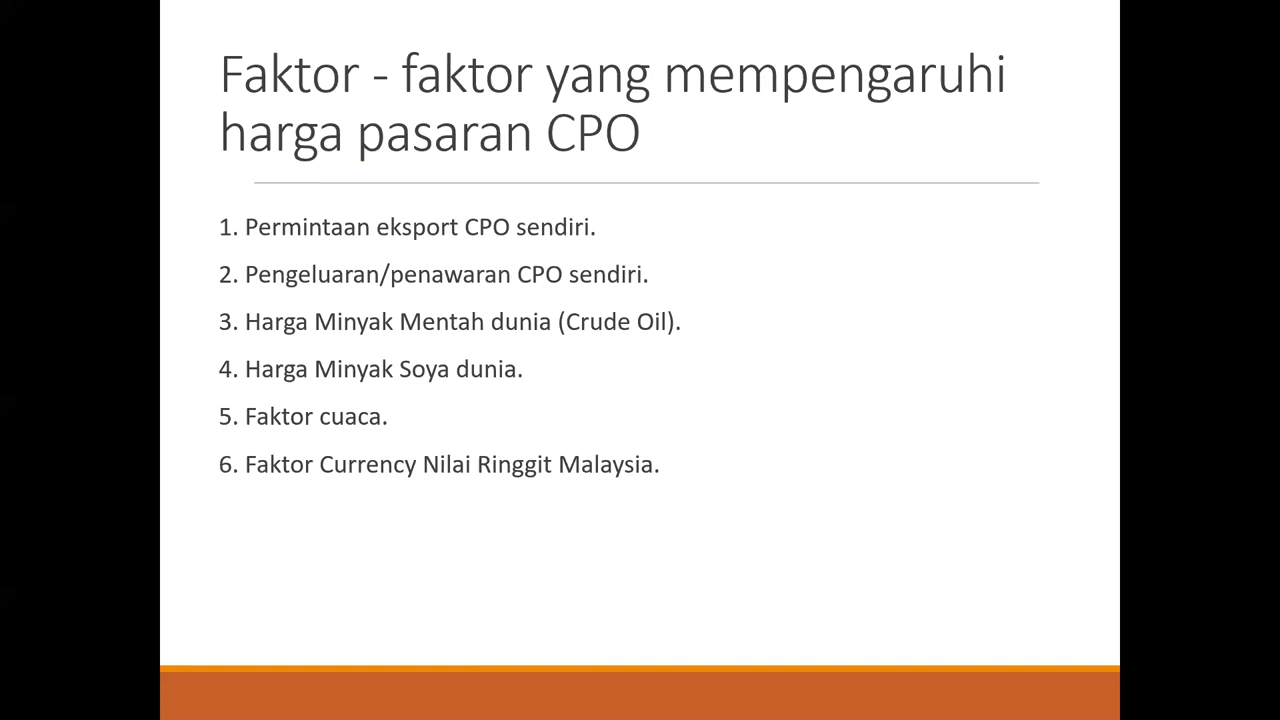 Faktor - faktor yang mempengaruhi
harga pasaran CPO
1. Permintaan eksport CPO sendiri.
2. Pengeluaran/penawaran CPO sendiri.
3. Harga Minyak Mentah dunia (Crude Oil).
4. Harga Minyak Soya dunia.
5. Faktor cuaca.
6. Faktor Currency Nilai Ringgit Malaysia.